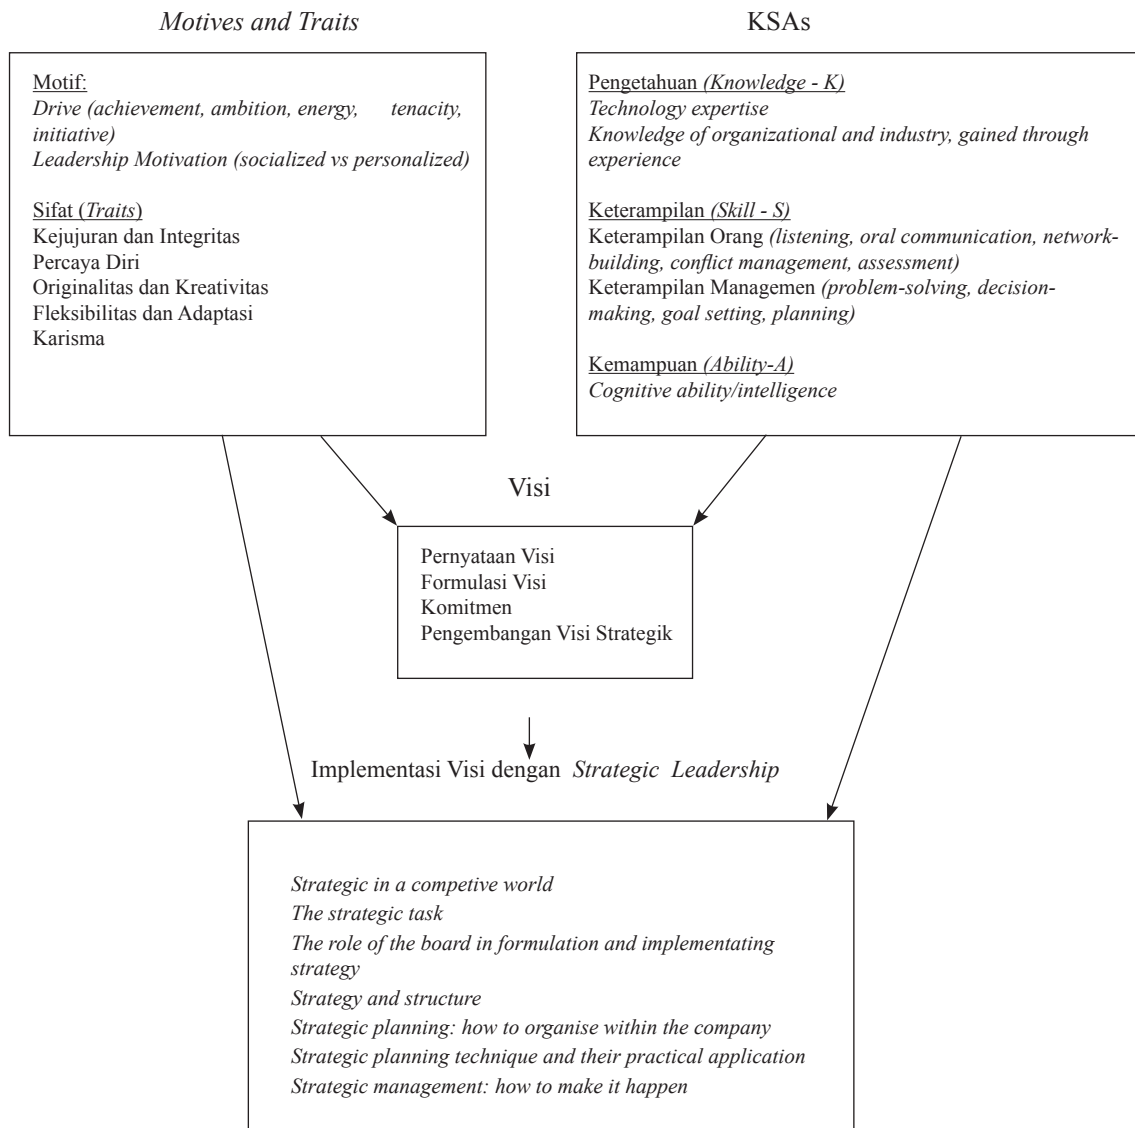 Motives and Traits
KSAs
Motif:
Drive (achievement, ambition, energy, tenacity,
initiative)
Leadership Motivation (socialized vs personalized)
Sifat (Traits)
Kejujuran dan Integritas
Percaya Diri
Originalitas dan Kreativitas
Fleksibilitas dan Adaptasi
Karisma
Pengetahuan (Knowledge - K)
Technology expertise
Knowledge of organizational and industry, gained through
experience
Keterampilan (Skill - S)
Keterampilan Orang (listening, oral communication, network-
building, conflict management, assessment)
Keterampilan Managemen (problem-solving, decision-
making, goal setting, planning)
Kemampuan (Ability-A)
Cognitive ability/intelligence
Visi
Pernyataan Visi
Formulasi Visi
Komitmen
Pengembangan Visi Strategik
Implementasi Visi dengan Strategic Leadership
Strategic in a competive world
The strategic task
The role of the board in formulation and implementating
strategy
Strategy and structure
Strategic planning: how to organise within the company
Strategic planning technique and their practical application
Strategic management: how to make it happen